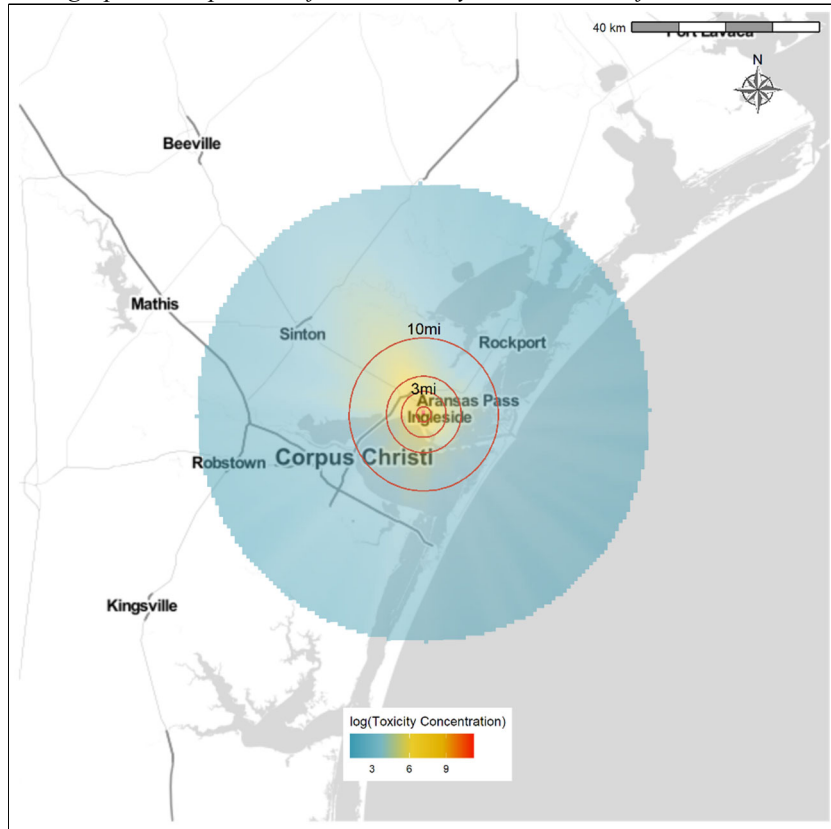 40 km
Port Lavaca
N
Beeville
Mathis
Sinton
10mi
Rockport
3mi
Aransas Pass
Ingleside
Corpus Christi
Robstown
Kingsville
log(Toxicity Concentration)
3 6 9